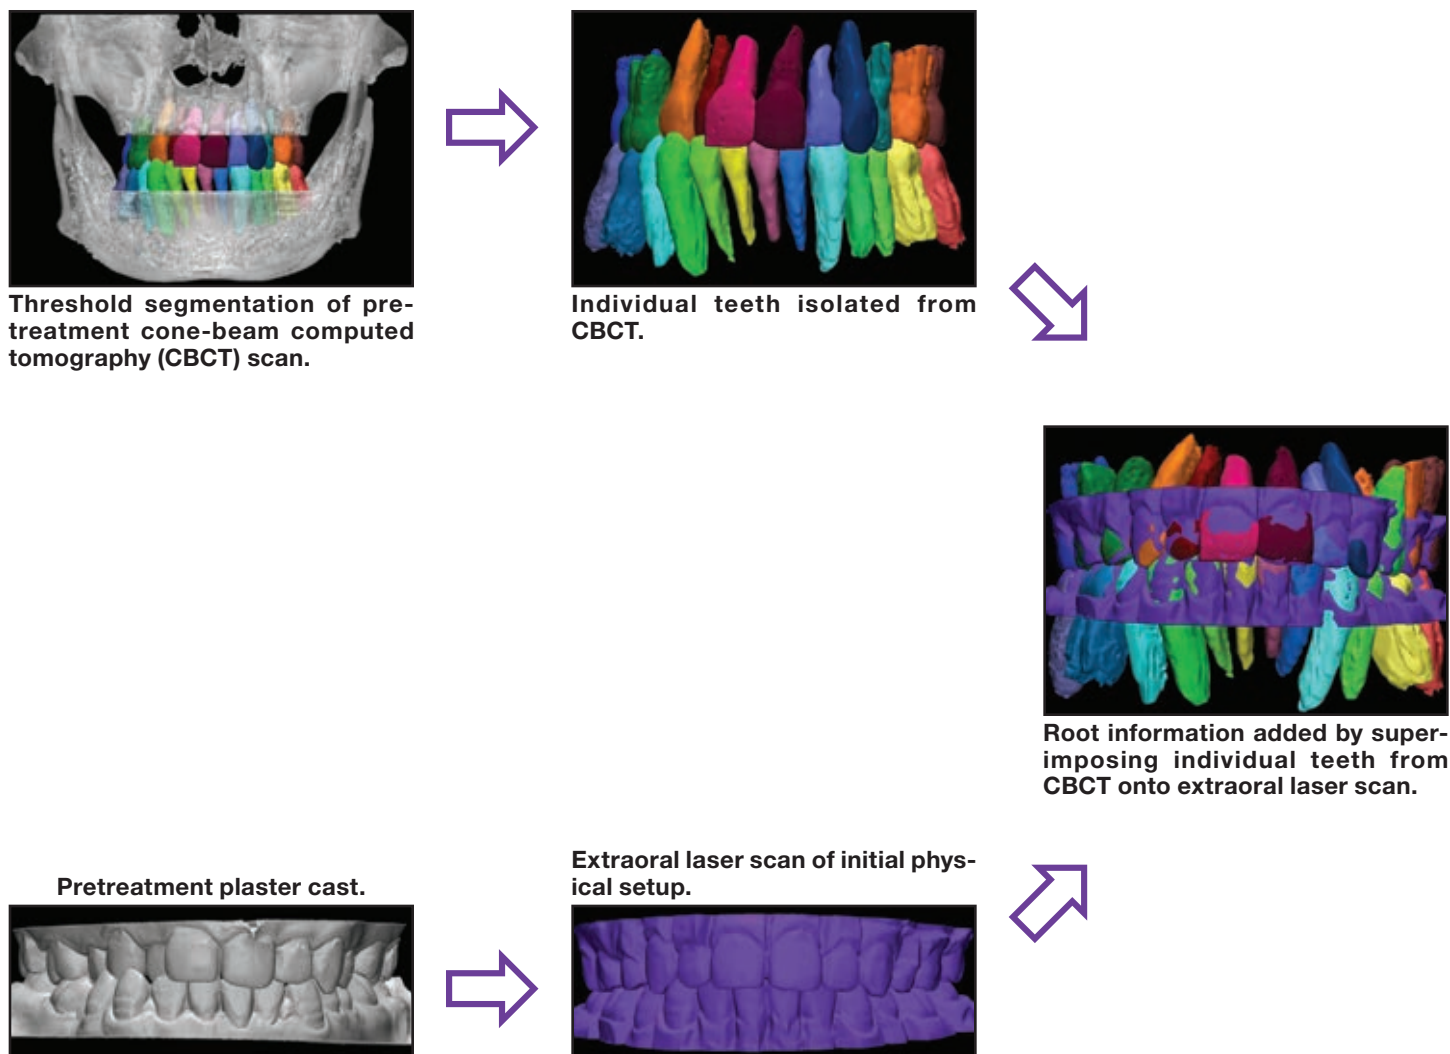 Threshold segmentation of pre-
treatment cone-beam computed
tomography (CBCT) scan.
Individual teeth isolated from
CBCT.
Root information added by super-
imposing individual teeth from
CBCT onto extraoral laser scan.
Pretreatment plaster cast.
Extraoral laser scan of initial phys-
ical setup.